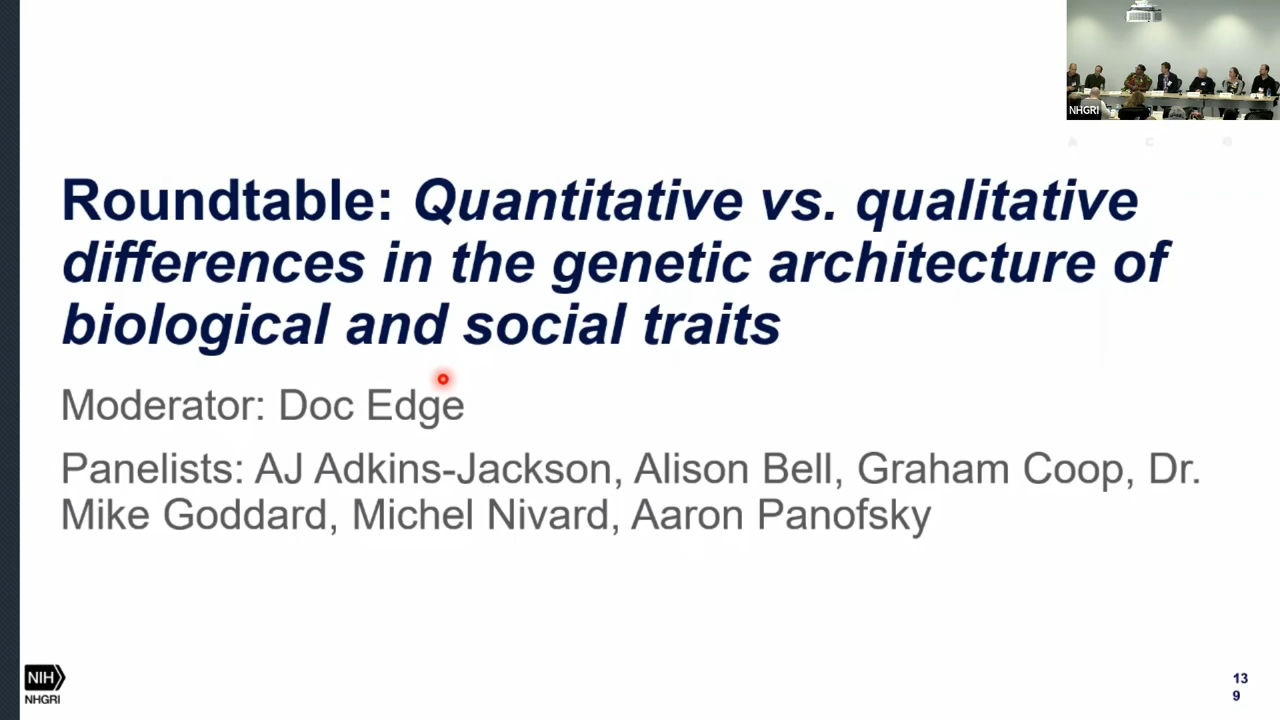 NHGRI
Roundtable: Quantitative vs. qualitative
differences in the genetic architecture of
biological and social traits
Moderator: Doc Edge
Panelists: AJ Adkins-Jackson, Alison Bell, Graham Coop, Dr.
Mike Goddard, Michel Nivard, Aaron Panofsky
NIH
NHGRI
13
9